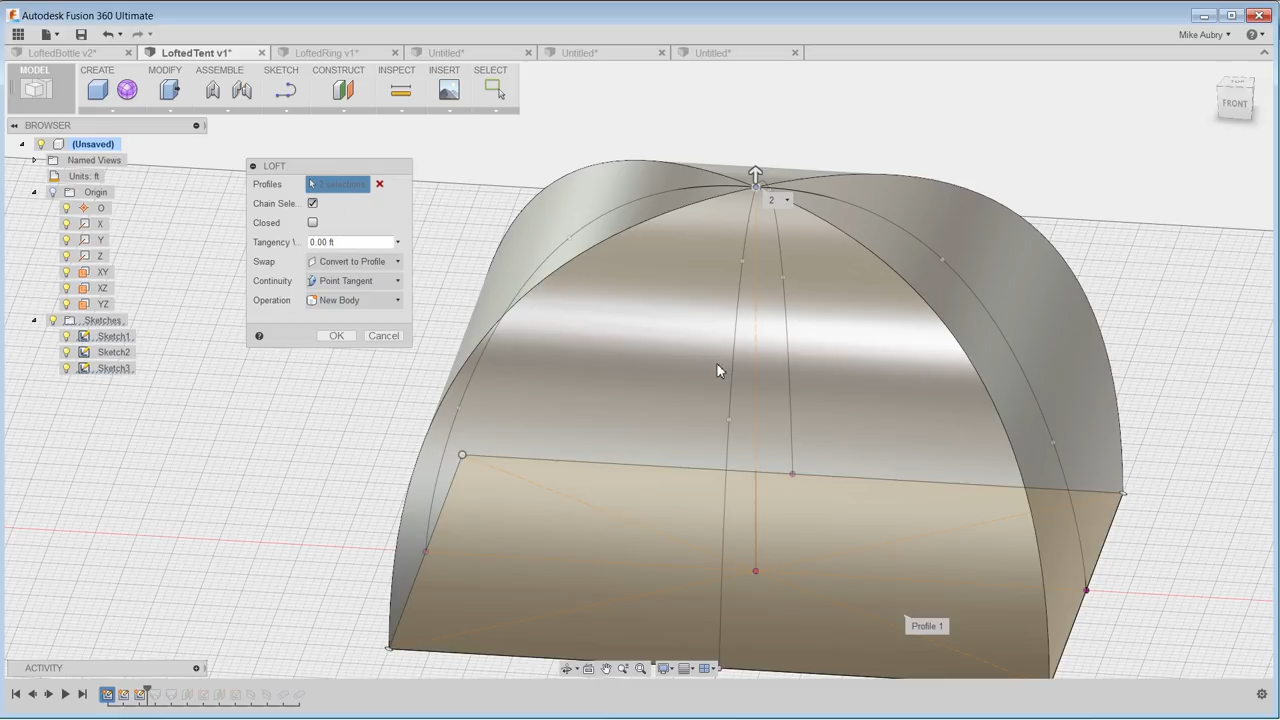 Autodesk Fusion 360 Ultimate
Mike Aubry
LoftedBottle v2*
LoftedTent v1*
LoftedRing v1*
Untitled*
Untitled*
Untitled*
MODEL
CREATE
MODIFY
ASSEMBLE
SKETCH
CONSTRUCT
INSPECT
INSERT
SELECT
FRONT
BROWSER
(Unsaved)
Named Views
Units: ft
Origin
O
X
Y
Z
XY
XZ
YZ
Sketches
Sketch1
Sketch2
Sketch3
LOFT
Profiles
2 selections
Chain Sele...
Closed
Tangency
0.00 ft
Swap
Convert to Profile
Continuity
Point Tangent
Operation
New Body
OK
Cancel
2
Profile 1
ACTIVITY